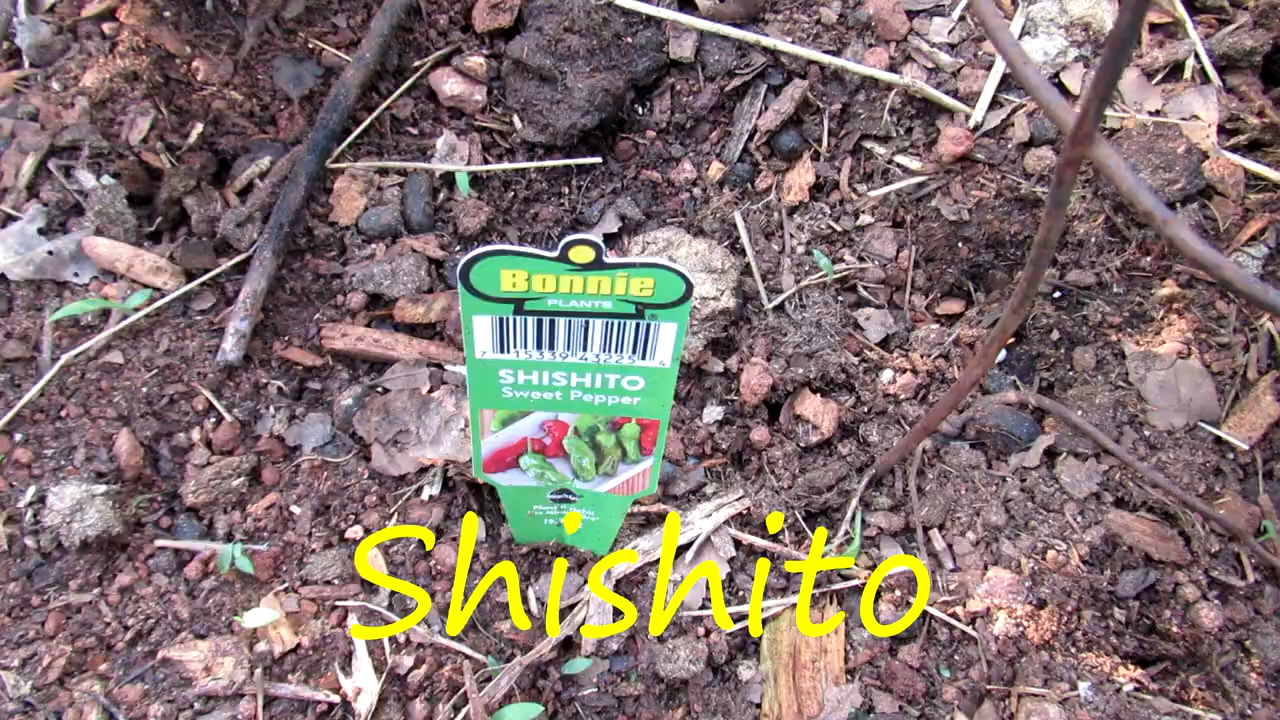 Bonnie
PLANTS
7 15339 43225 4
SHISHITO
Sweet Pepper
Shishito